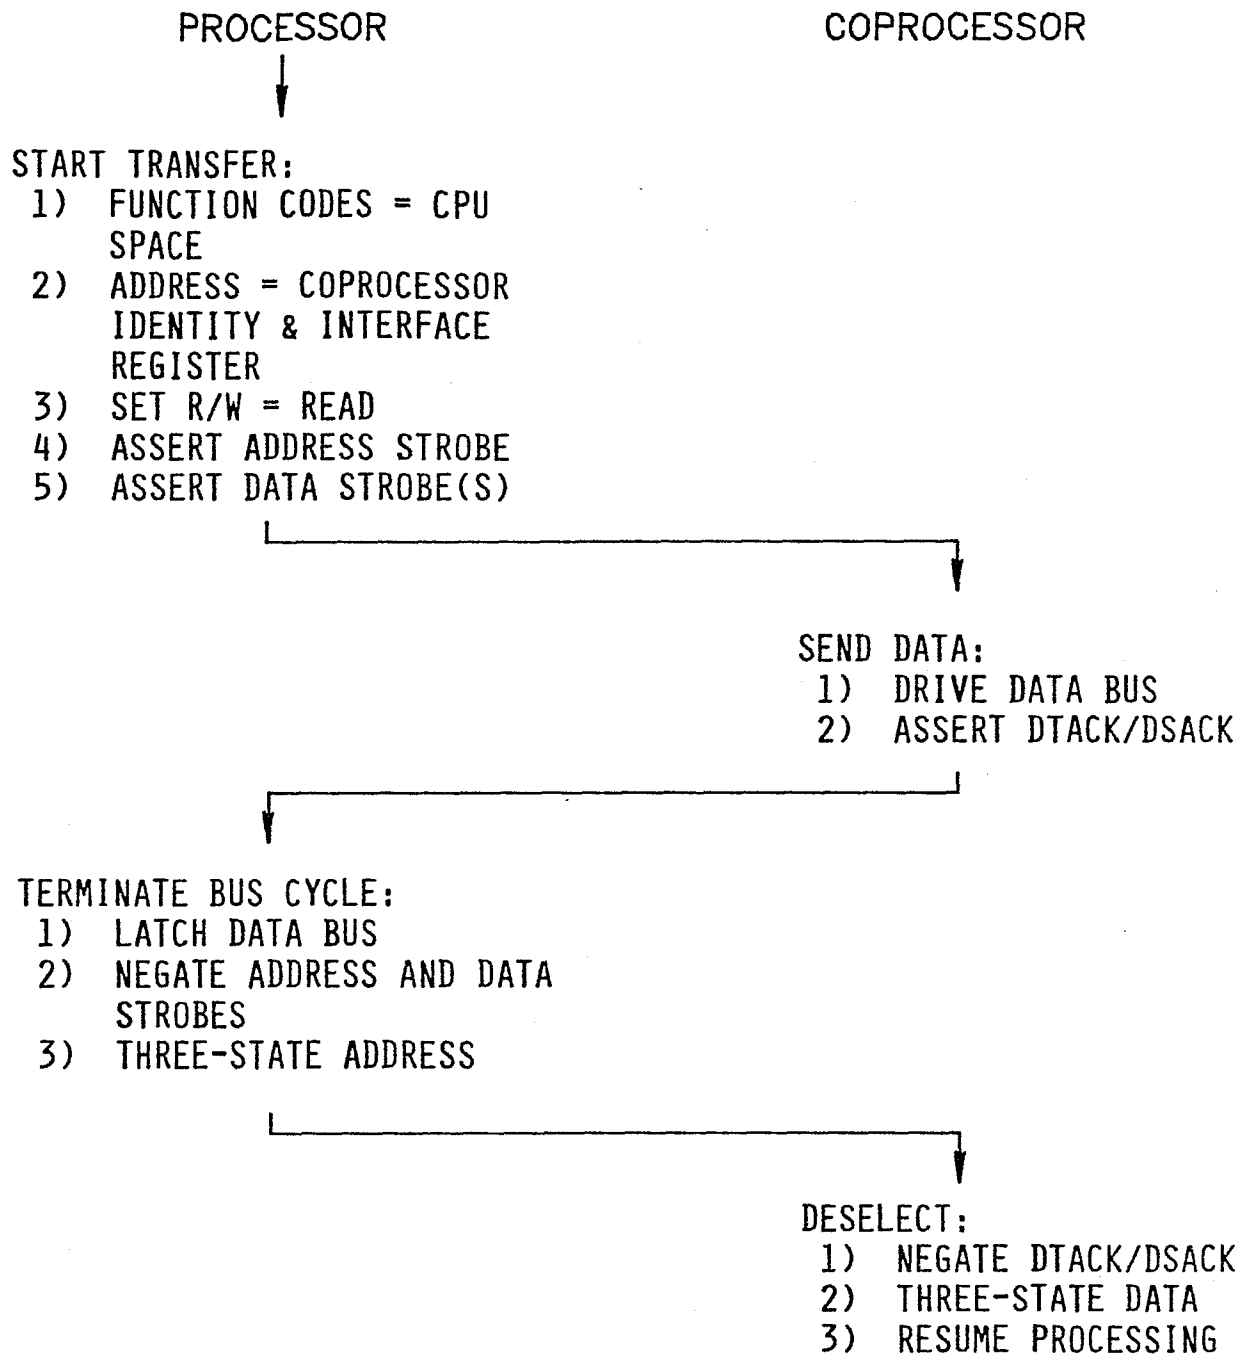 PROCESSOR
COPROCESSOR
START TRANSFER:
1) FUNCTION CODES = CPU
SPACE
2) ADDRESS = COPROCESSOR
IDENTITY & INTERFACE
REGISTER
3) SET R/W = READ
4) ASSERT ADDRESS STROBE
5) ASSERT DATA STROBE(S)
SEND DATA:
1) DRIVE DATA BUS
2) ASSERT DTACK/DSACK
TERMINATE BUS CYCLE:
1) LATCH DATA BUS
2) NEGATE ADDRESS AND DATA
STROBES
3) THREE-STATE ADDRESS
DESELECT:
1) NEGATE DTACK/DSACK
2) THREE-STATE DATA
3) RESUME PROCESSING